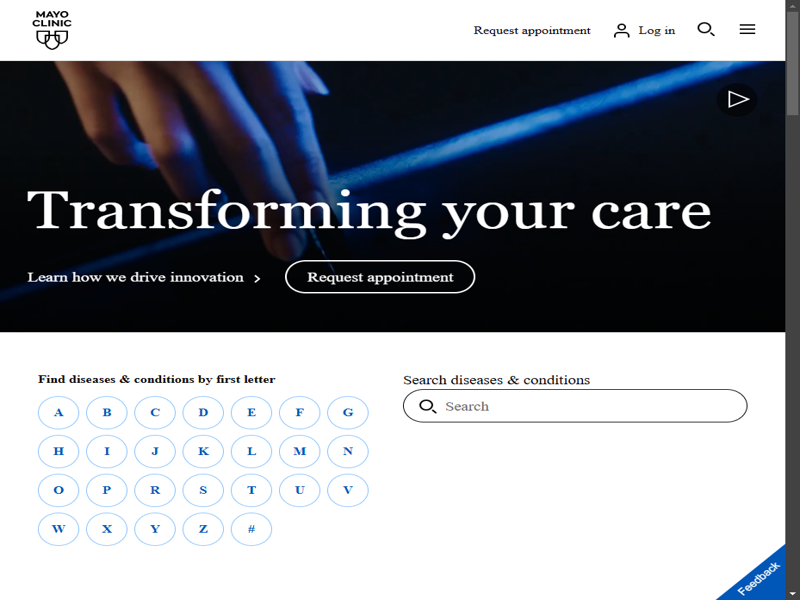 MAYO
CLINIC
Request appointment
Log in
Transforming your care
Learn how we drive innovation
Request appointment
Find diseases & conditions by first letter
A B C D E F G
H I J K L M N
O P R S T U V
W X Y Z #
Search diseases & conditions
Search
Feedback